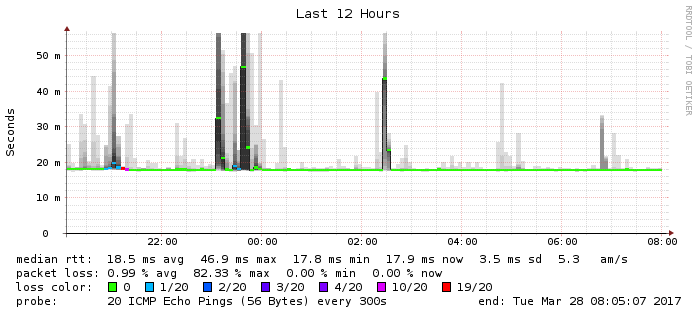 Last 12 Hours
RRDTOOL / TOBI OETIKER
Seconds
50 m
40 m
30 m
20 m
10 m
0
22:00 00:00 02:00 04:00 06:00 08:00
median rtt: 18.5 ms avg 46.9 ms max 17.8 ms min 17.9 ms now 3.5 ms sd 5.3 am/s
packet loss: 0.99 % avg 82.33 % max 0.00 % min 0.00 % now
loss color: 0 1/20 2/20 3/20 4/20 10/20 19/20
probe: 20 ICMP Echo Pings (56 Bytes) every 300s end: Tue Mar 28 08:05:07 2017